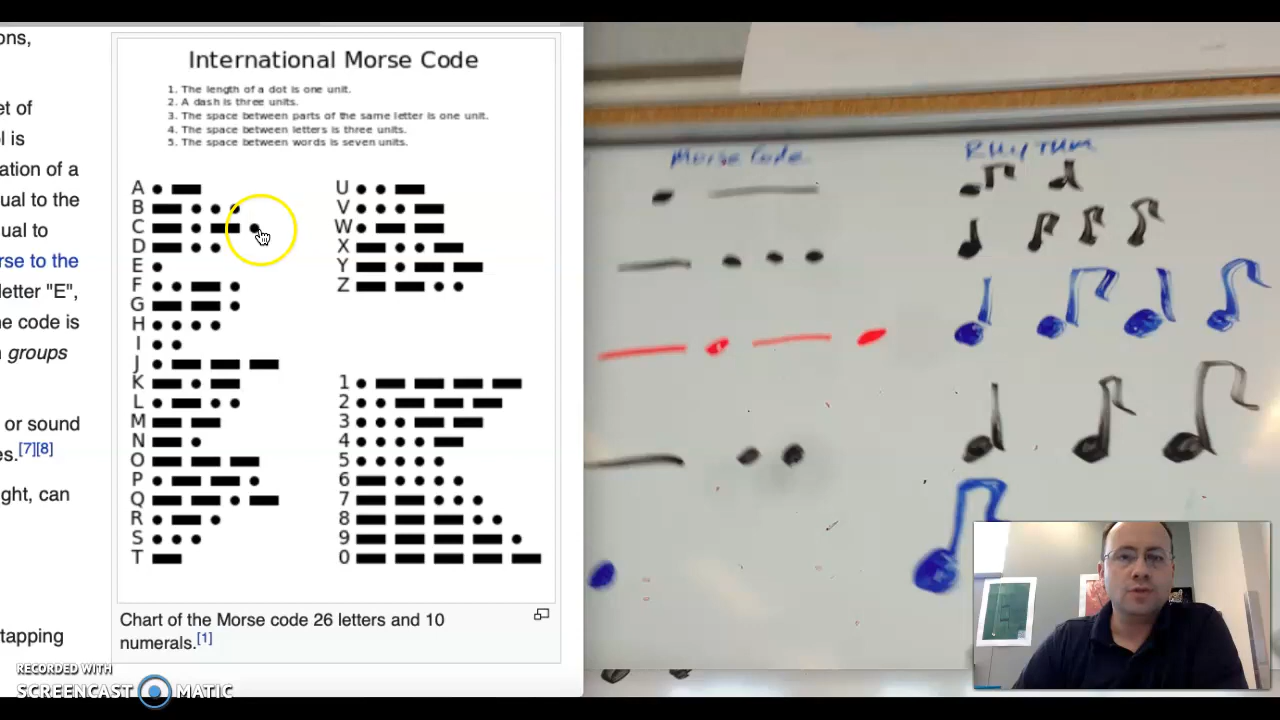 ons,
et of
ol is
ation of a
ual to the
ual to
rse to the
letter "E",
ne code is
groups
or sound
es.[7][8]
ght, can
tapping
International Morse Code
1. The length of a dot is one unit.
2. A dash is three units.
3. The space between parts of the same letter is one unit.
4. The space between letters is three units.
5. The space between words is seven units.
A
B
C
D
E
F
G
H
I
J
K
L
M
N
O
P
Q
R
S
T
U
V
W
X
Y
Z
1
2
3
4
5
6
7
8
9
0
Chart of the Morse code 26 letters and 10
numerals.[1]
Morse Code
RHyTHm
RECORDED WITH
SCREENCAST MATIC